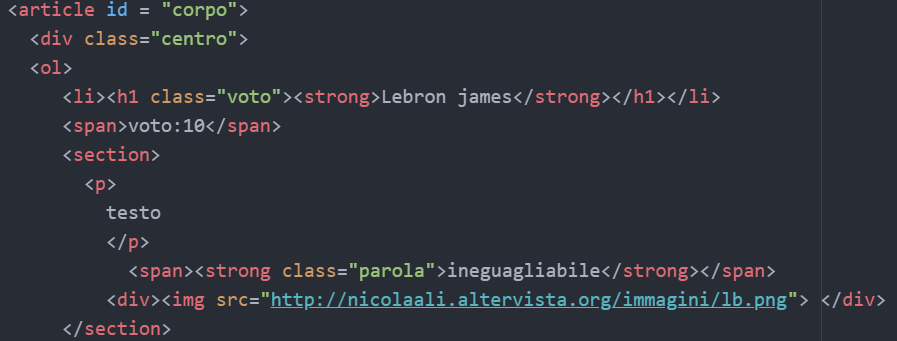 <article id = "corpo">
<div class="centro">
<ol>
<li><h1 class="voto"><strong>Lebron james</strong></h1></li>
<span>voto:10</span>
<section>
<p>
testo
</p>
<span><strong class="parola">ineguagliabile</strong></span>
<div><img src="http://nicolaali.altervista.org/immagini/lb.png"> </div>
</section>